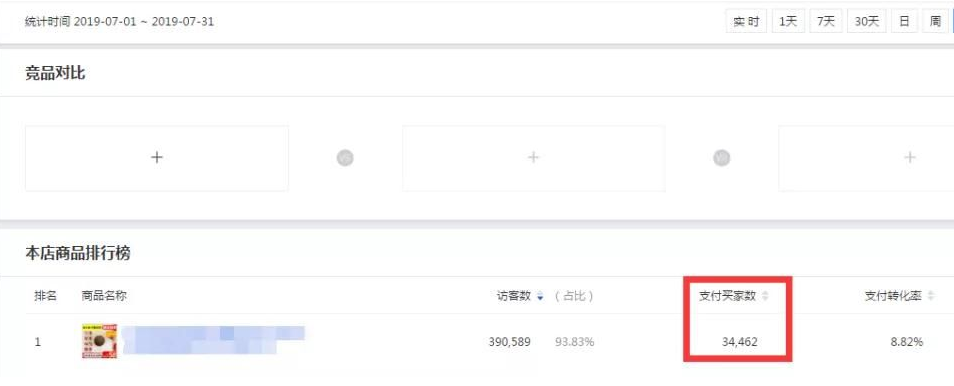 统计时间 2019-07-01 ~ 2019-07-31 实时 1天 7天 30天 日 周
竞品对比
+ VS + VS +
本店商品排行榜
排名 商品名称 访客数 (占比) 支付买家数 支付转化率
1 390,589 93.83% 34,462 8.82%